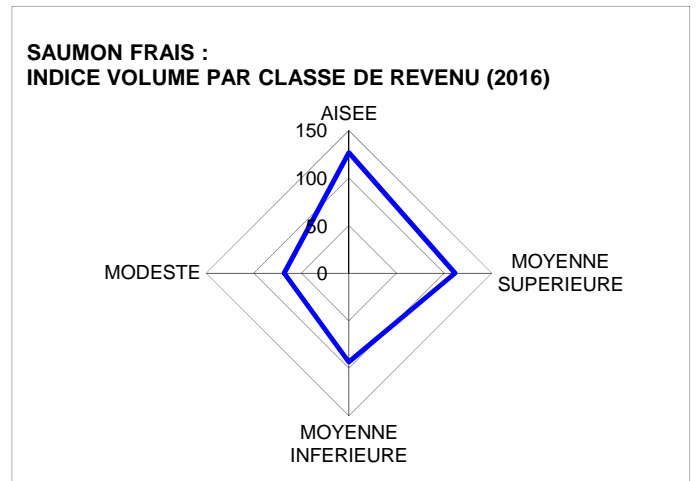 SAUMON FRAIS :
INDICE VOLUME PAR CLASSE DE REVENU (2016)
AISEE
150
100
50
0
MODESTE
MOYENNE
SUPERIEURE
MOYENNE
INFERIEURE